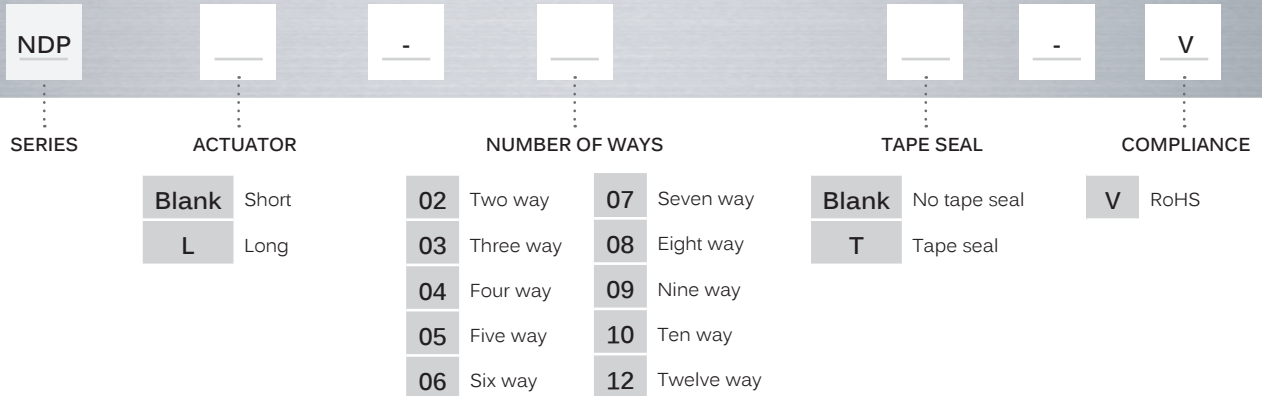 NDP - - V
SERIES ACTUATOR NUMBER OF WAYS TAPE SEAL COMPLIANCE
Blank Short 02 Two way 07 Seven way Blank No tape seal V RoHS
L Long 03 Three way 08 Eight way T Tape seal
04 Four way 09 Nine way
05 Five way 10 Ten way
06 Six way 12 Twelve way